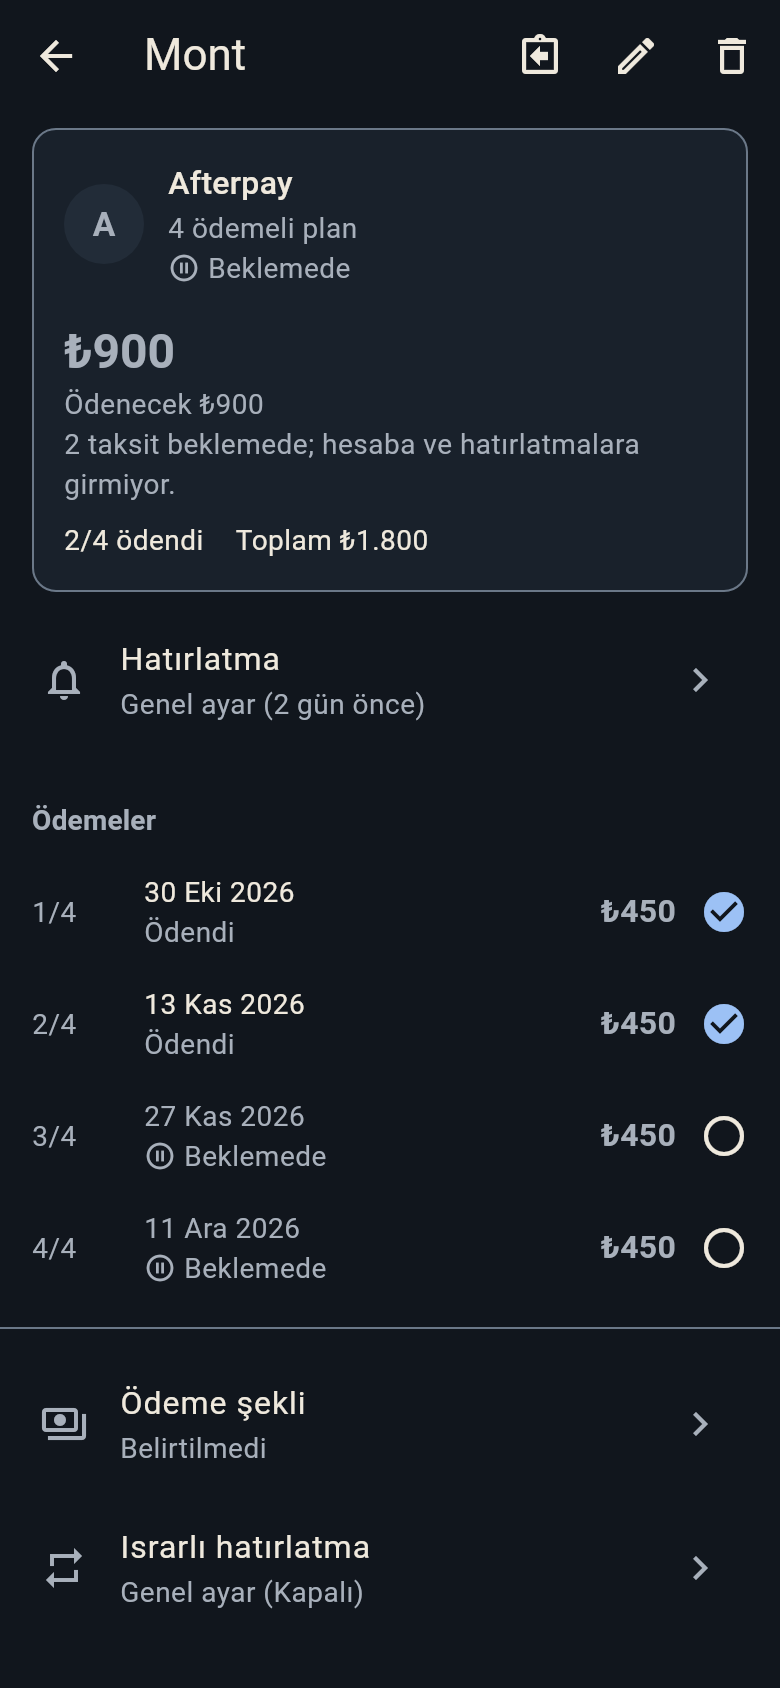 Mont
A
Afterpay
4 ödemeli plan
Beklemede
₺900
Ödenecek ₺900
2 taksit beklemede; hesaba ve hatırlatmalara
girmiyor.
2/4 ödendi Toplam ₺1.800
Hatırlatma
Genel ayar (2 gün önce)
Ödemeler
1/4 30 Eki 2026 ₺450
Ödendi
2/4 13 Kas 2026 ₺450
Ödendi
3/4 27 Kas 2026 ₺450
Beklemede
4/4 11 Ara 2026 ₺450
Beklemede
Ödeme şekli
Belirtilmedi
Israrlı hatırlatma
Genel ayar (Kapalı)